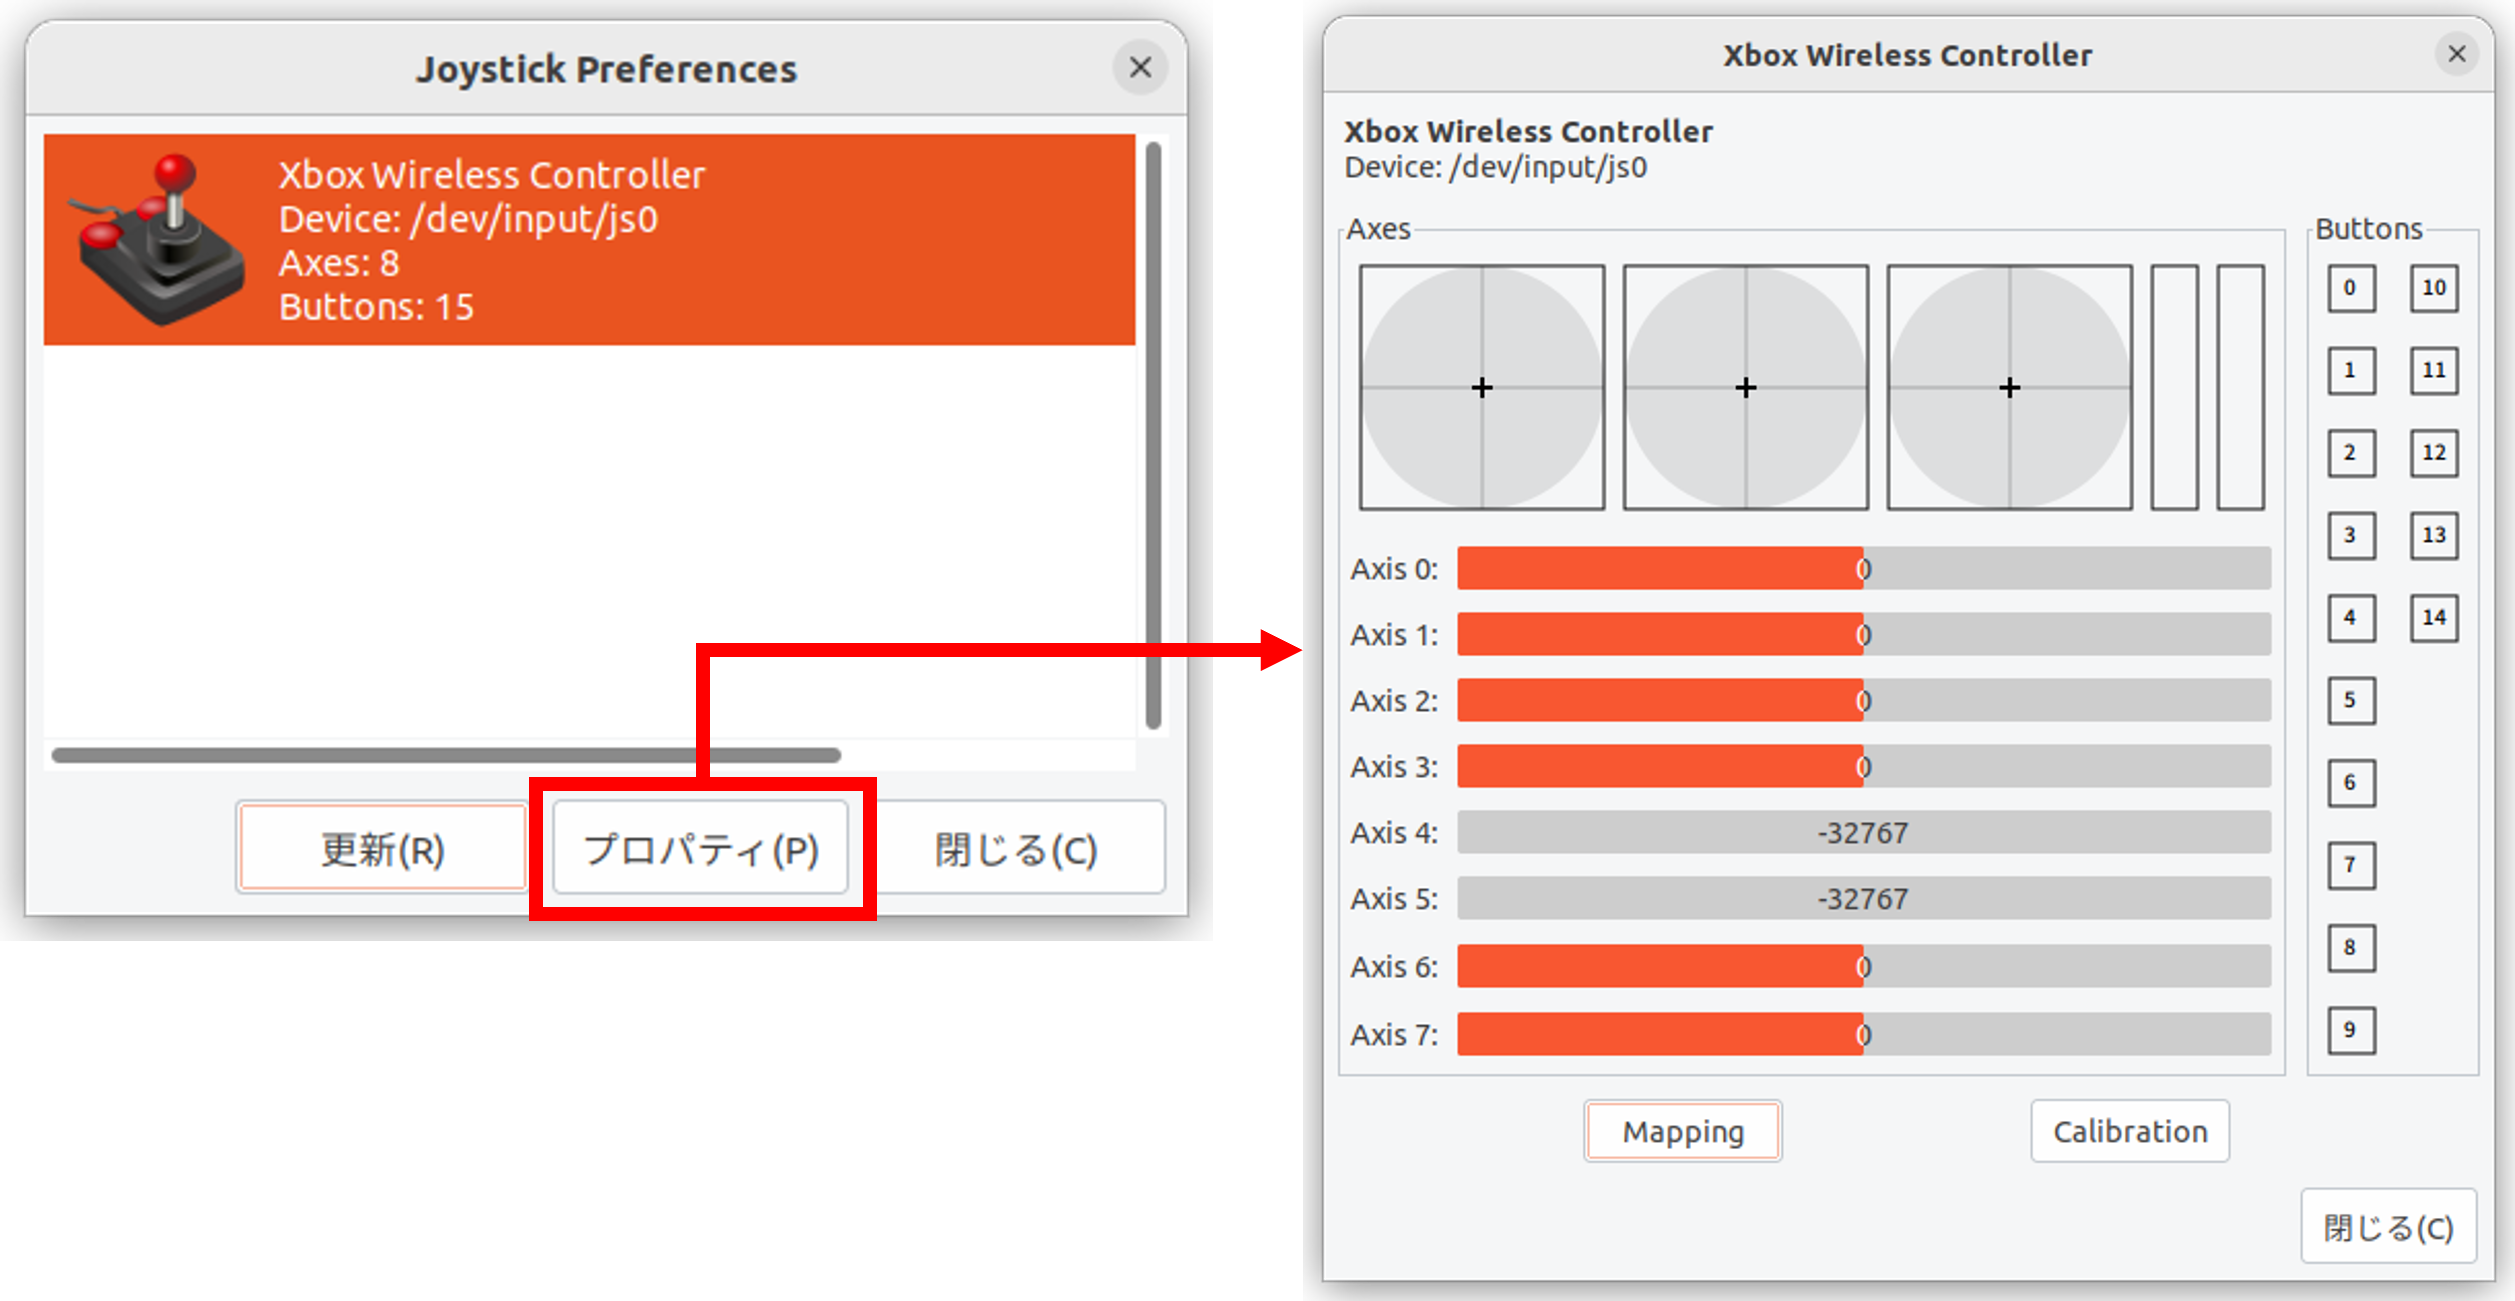 Joystick Preferences
Xbox Wireless Controller
Device: /dev/input/js0
Axes: 8
Buttons: 15
更新(R)
プロパティ(P)
閉じる(C)
Xbox Wireless Controller
Xbox Wireless Controller
Device: /dev/input/js0
Axes
Axis 0: 0
Axis 1: 0
Axis 2: 0
Axis 3: 0
Axis 4: -32767
Axis 5: -32767
Axis 6: 0
Axis 7: 0
Buttons
0 10
1 11
2 12
3 13
4 14
5
6
7
8
9
Mapping
Calibration
閉じる(C)